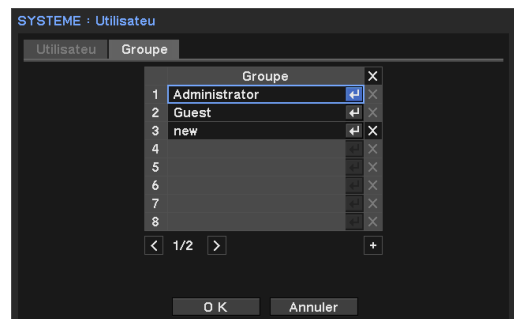 SYSTEME : Utilisateu
Utilisateu Groupe
Groupe X
1 Administrator ↵ X
2 Guest ↵ X
3 new ↵ X
4 ↵ X
5 ↵ X
6 ↵ X
7 ↵ X
8 ↵ X
< 1/2 > +
OK Annuler